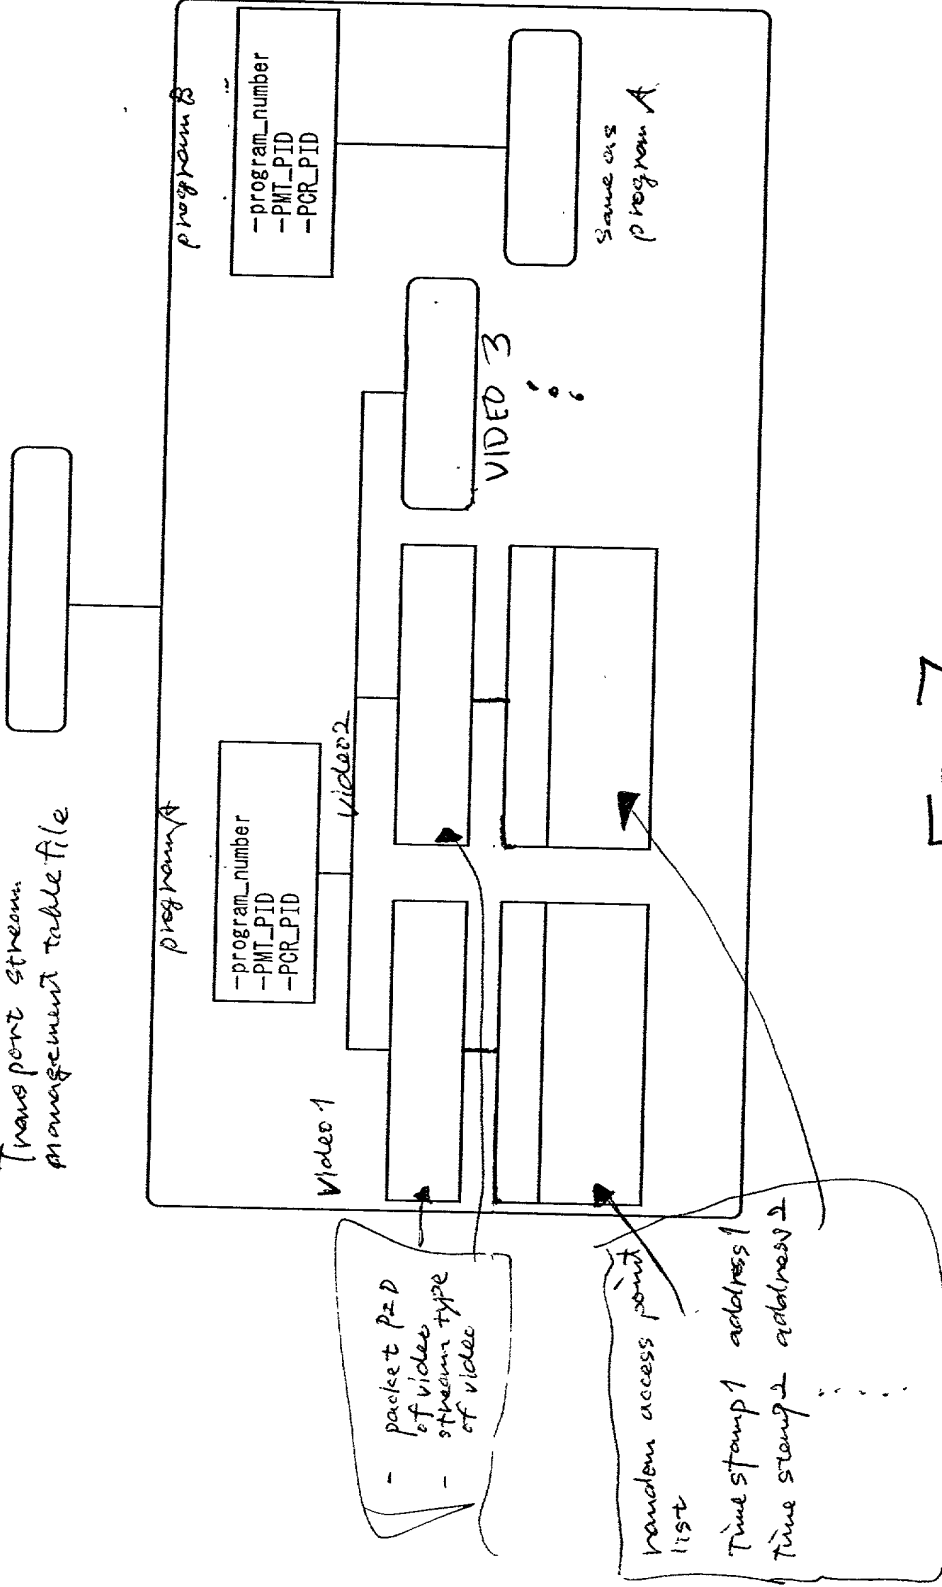 Transport stream
management table file
program A
-program_number
-PMT_PID
-PCR_PID
program B
-program_number
-PMT_PID
-PCR_PID
Video 1
Video 2
VIDEO 3
Same as
program A
- packet PID
of video
- stream type
of video
random access point
list
Time stamp 1 address 1
Time stamp 2 address 2